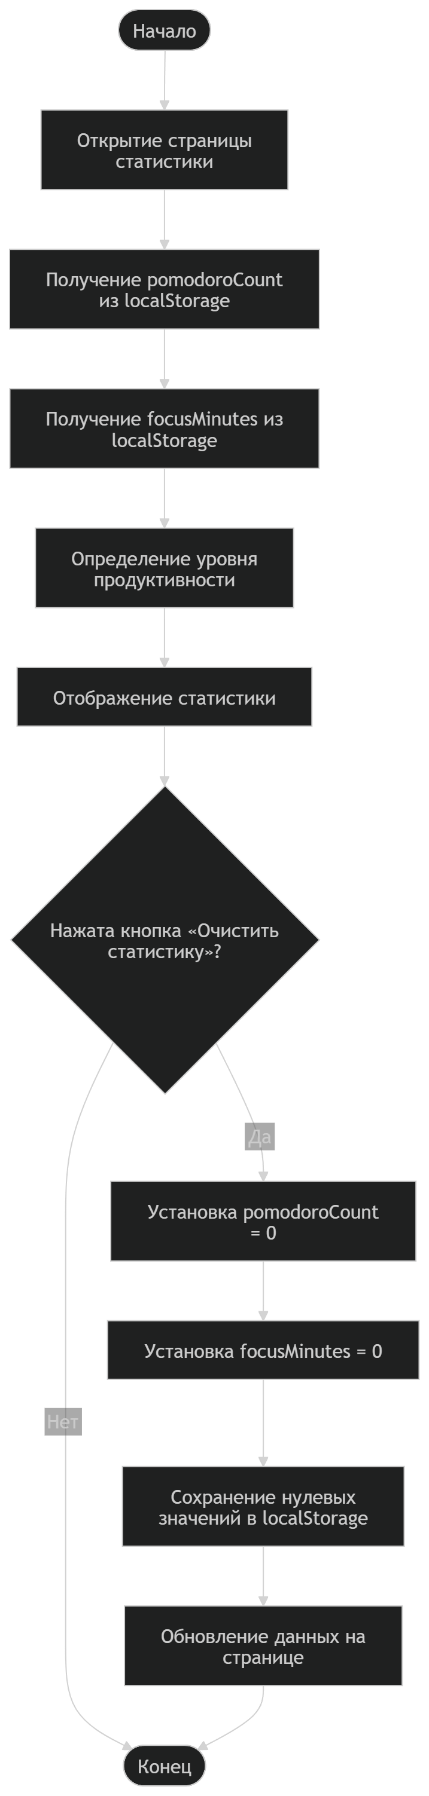 Начало
Открытие страницы
статистики
Получение pomodoroCount
из localStorage
Получение focusMinutes из
localStorage
Определение уровня
продуктивности
Отображение статистики
Нажата кнопка «Очистить
статистику»?
Да
Установка pomodoroCount
= 0
Установка focusMinutes = 0
Нет
Сохранение нулевых
значений в localStorage
Обновление данных на
странице
Конец